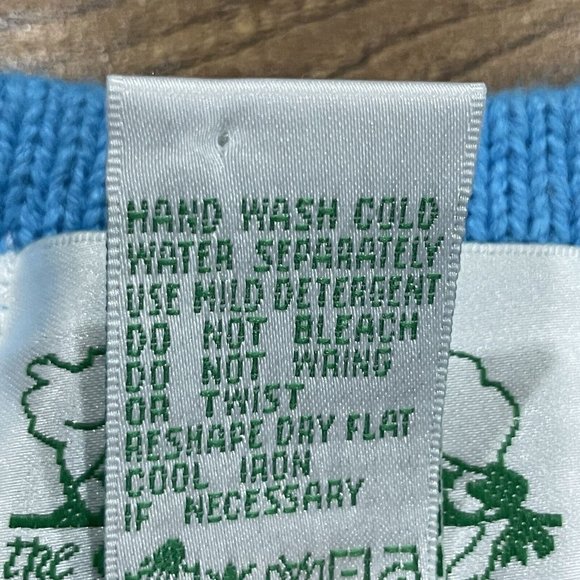 HAND WASH COLD
WATER SEPARATELY
USE MILD DETERGENT
DO NOT BLEACH
DO NOT WRING
OR TWIST
RESHAPE DRY FLAT
COOL IRON
IF NECESSARY
the